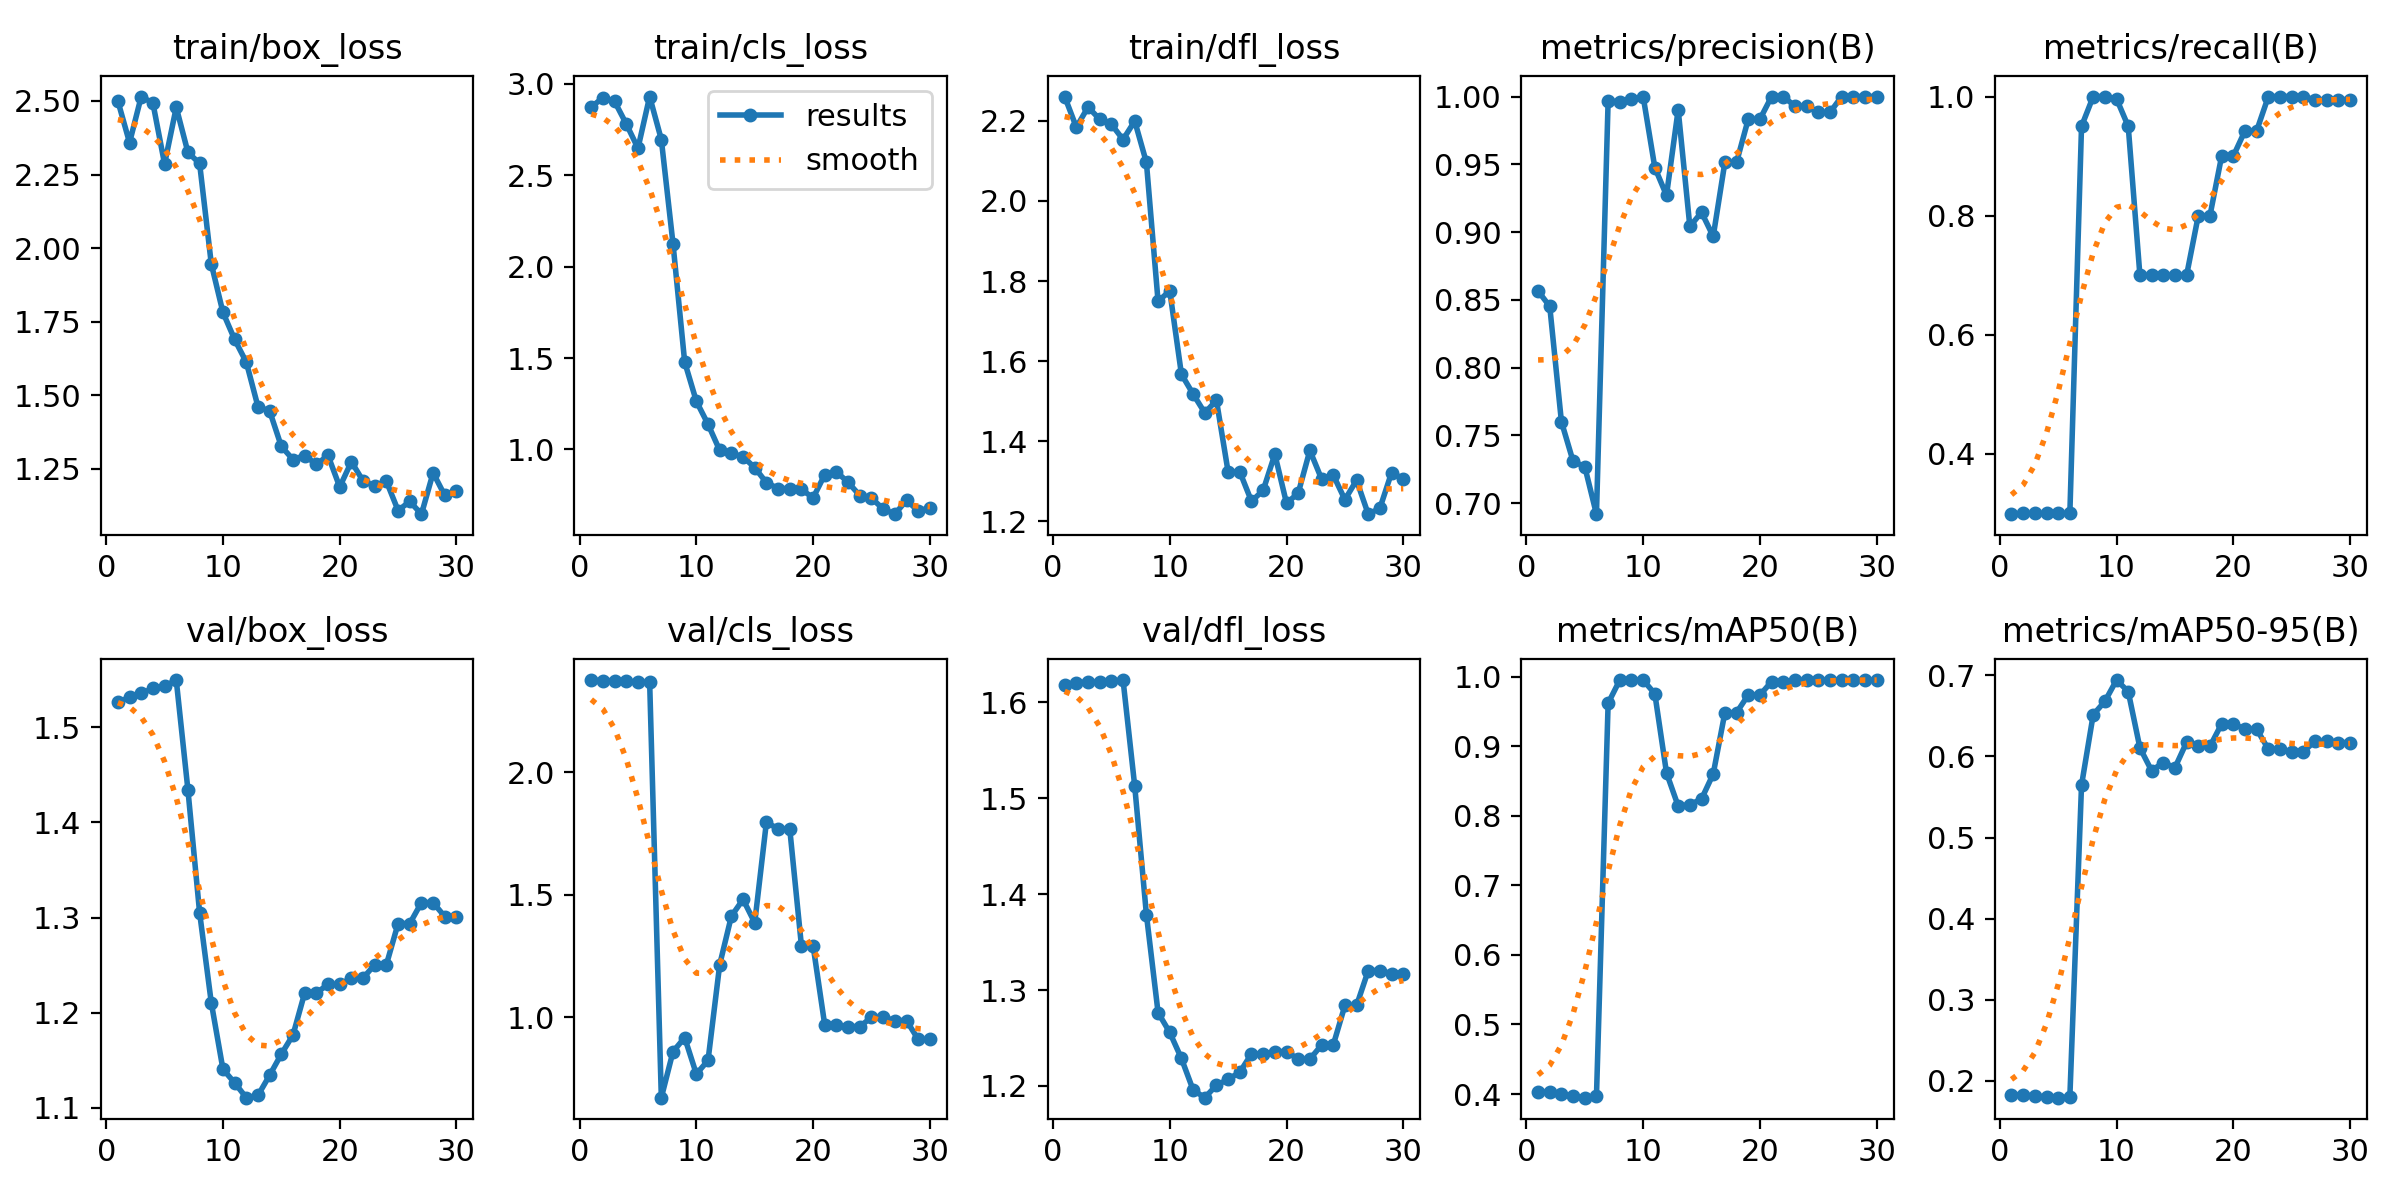 train/box_loss
2.50
2.25
2.00
1.75
1.50
1.25
0 10 20 30
train/cls_loss
3.0
2.5
2.0
1.5
1.0
results
smooth
0 10 20 30
train/dfl_loss
2.2
2.0
1.8
1.6
1.4
1.2
0 10 20 30
metrics/precision(B)
1.00
0.95
0.90
0.85
0.80
0.75
0.70
0 10 20 30
metrics/recall(B)
1.0
0.8
0.6
0.4
0 10 20 30
val/box_loss
1.5
1.4
1.3
1.2
1.1
0 10 20 30
val/cls_loss
2.0
1.5
1.0
0 10 20 30
val/dfl_loss
1.6
1.5
1.4
1.3
1.2
0 10 20 30
metrics/mAP50(B)
1.0
0.9
0.8
0.7
0.6
0.5
0.4
0 10 20 30
metrics/mAP50-95(B)
0.7
0.6
0.5
0.4
0.3
0.2
0 10 20 30